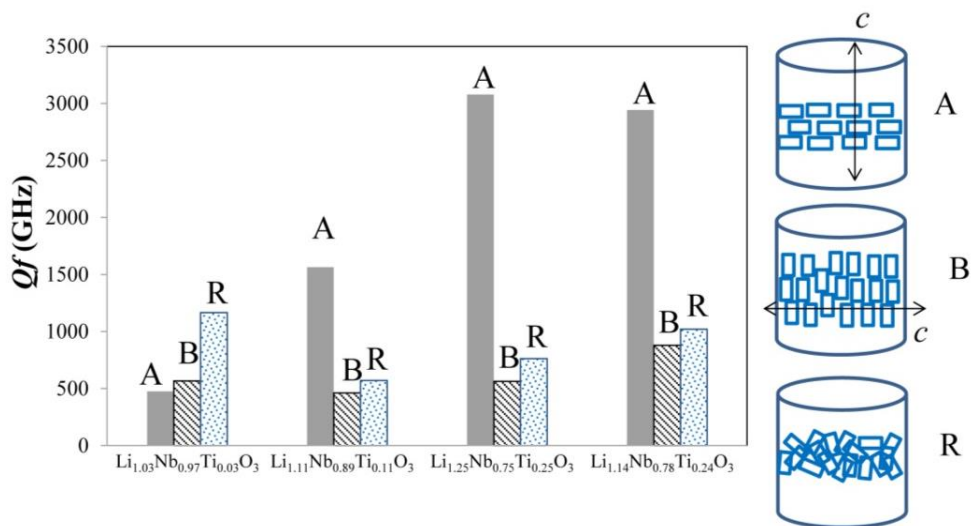 3500
3000
2500
2000
1500
1000
500
0
Qf (GHz)
A
B
R
A
B
R
A
B
R
A
B
R
Li1.03Nb0.97Ti0.03O3
Li1.11Nb0.89Ti0.11O3
Li1.25Nb0.75Ti0.25O3
Li1.14Nb0.78Ti0.24O3
c
A
B
c
R